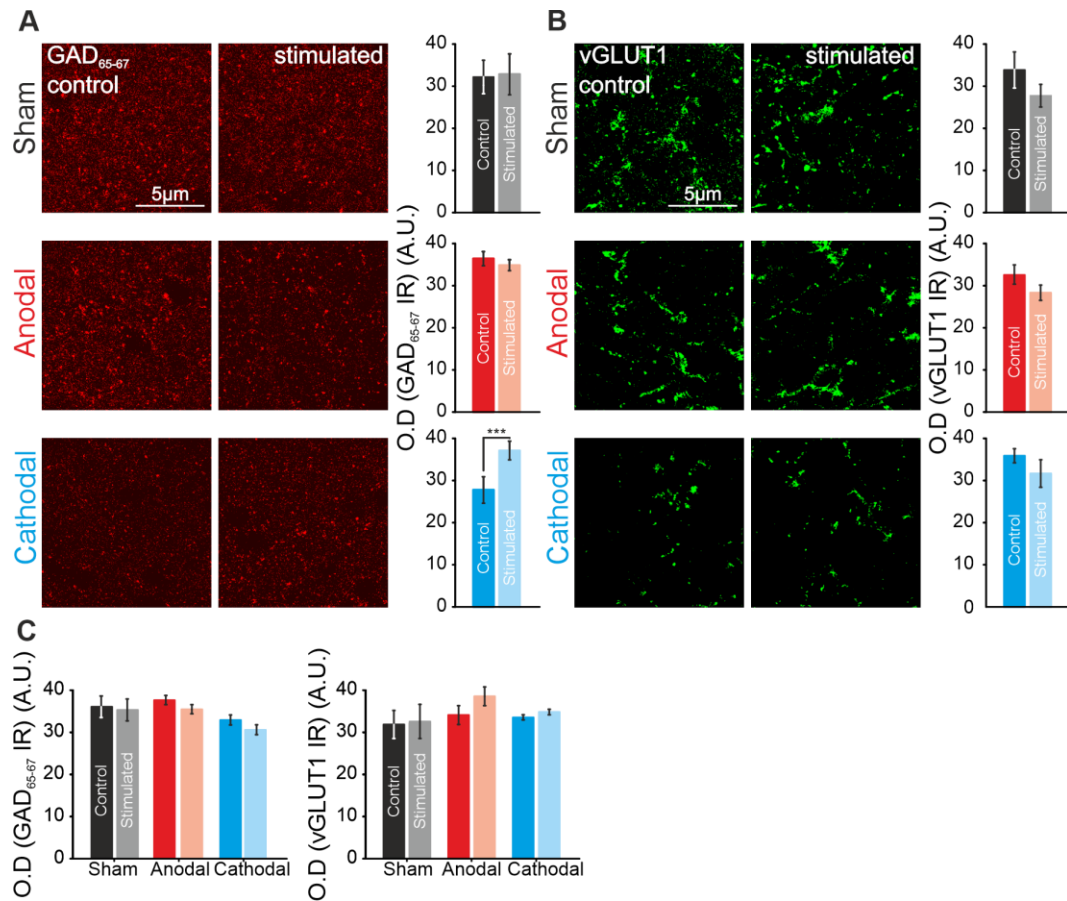 A
GAD65-67
control
stimulated
Sham
5µm
40
30
20
10
0
Control
Stimulated
Anodal
O.D (GAD65-67 IR) (A.U.)
40
30
20
10
0
Control
Stimulated
Cathodal
40
30
20
10
0
***
Control
Stimulated
B
vGLUT1
control
stimulated
Sham
5µm
40
30
20
10
0
Control
Stimulated
Anodal
O.D (vGLUT1 IR) (A.U.)
40
30
20
10
0
Control
Stimulated
Cathodal
40
30
20
10
0
Control
Stimulated
C
O.D (GAD65-67 IR) (A.U.)
40
30
20
10
0
Control
Stimulated
Sham Anodal Cathodal
O.D (vGLUT1 IR) (A.U.)
40
30
20
10
0
Control
Stimulated
Sham Anodal Cathodal